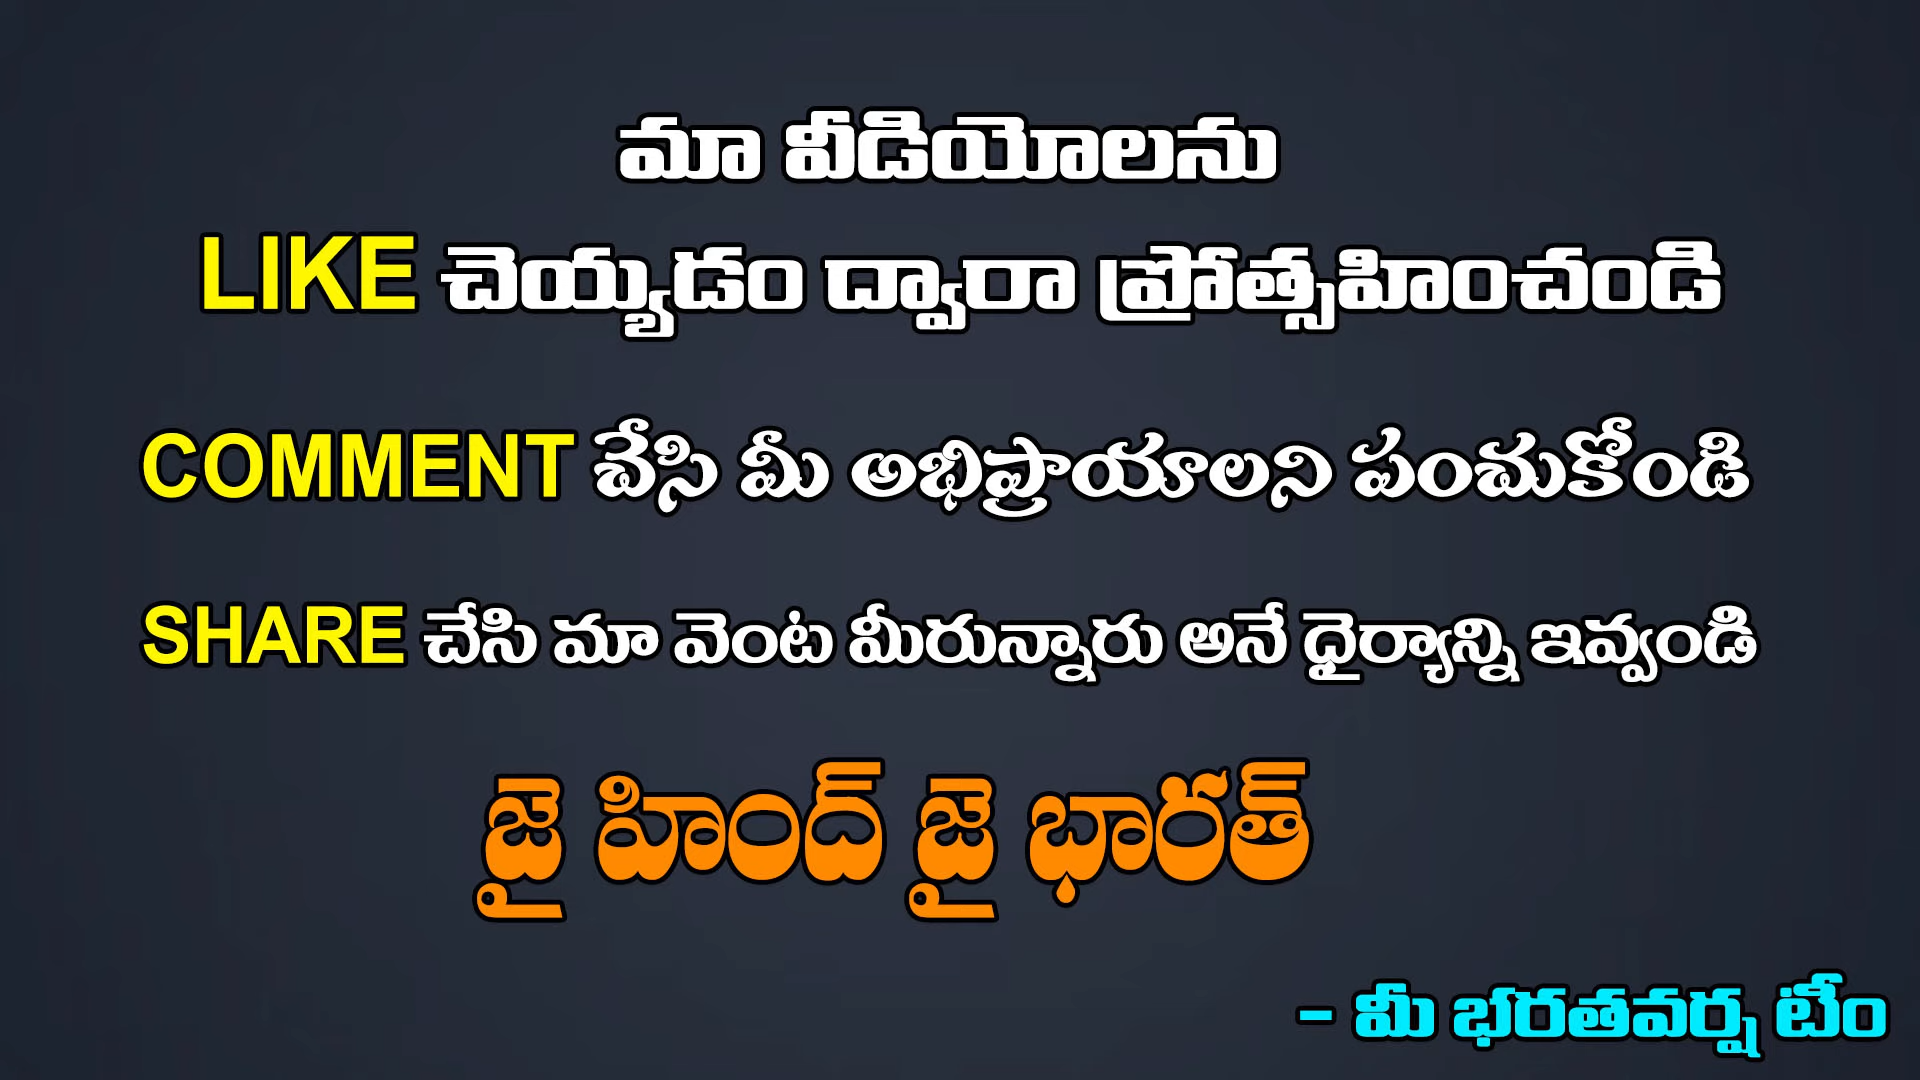 మా వీడియోలను
LIKE చెయ్యడం ద్వారా ప్రోత్సహించండి
COMMENT చేసి మీ అభిప్రాయాలని పంచుకోండి
SHARE చేసి మా వెంట మీరున్నారు అనే ధైర్యాన్ని ఇవ్వండి
జై హింద్ జై భారత్
- మీ భరతవర్ష టీం